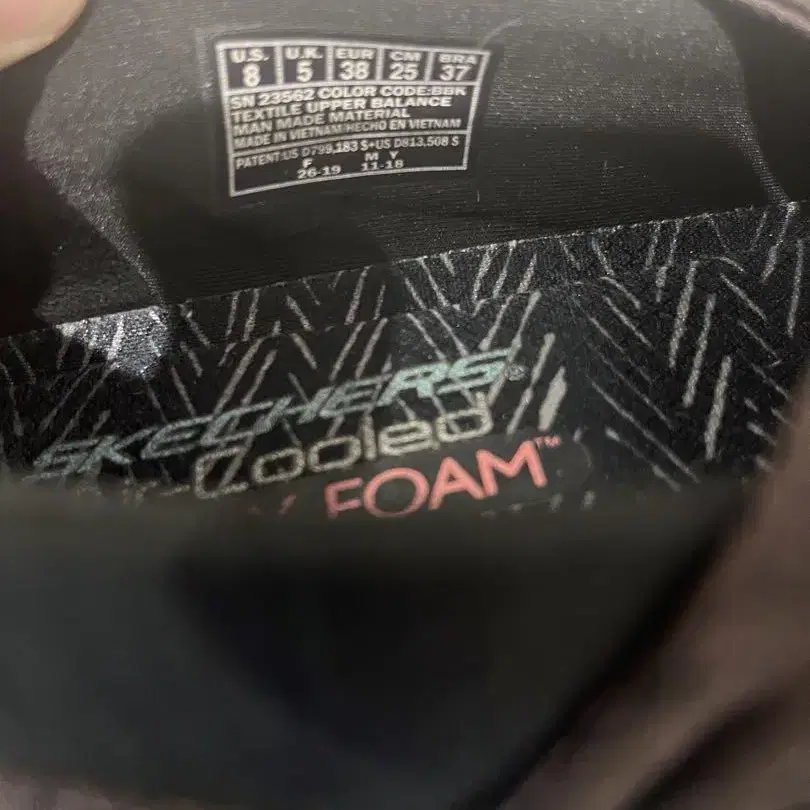 U.S. U.K. EUR CM BRA
8 5 38 25 37
SN 23562 COLOR CODE:BBK
TEXTILE UPPER BALANCE
MAN MADE MATERIAL
MADE IN VIETNAM/HECHO EN VIETNAM
PATENT:US D799,183 S+US D813,508 S
F M Y
26-19 11-18
SKECHERS®
-Cooled
FOAM™